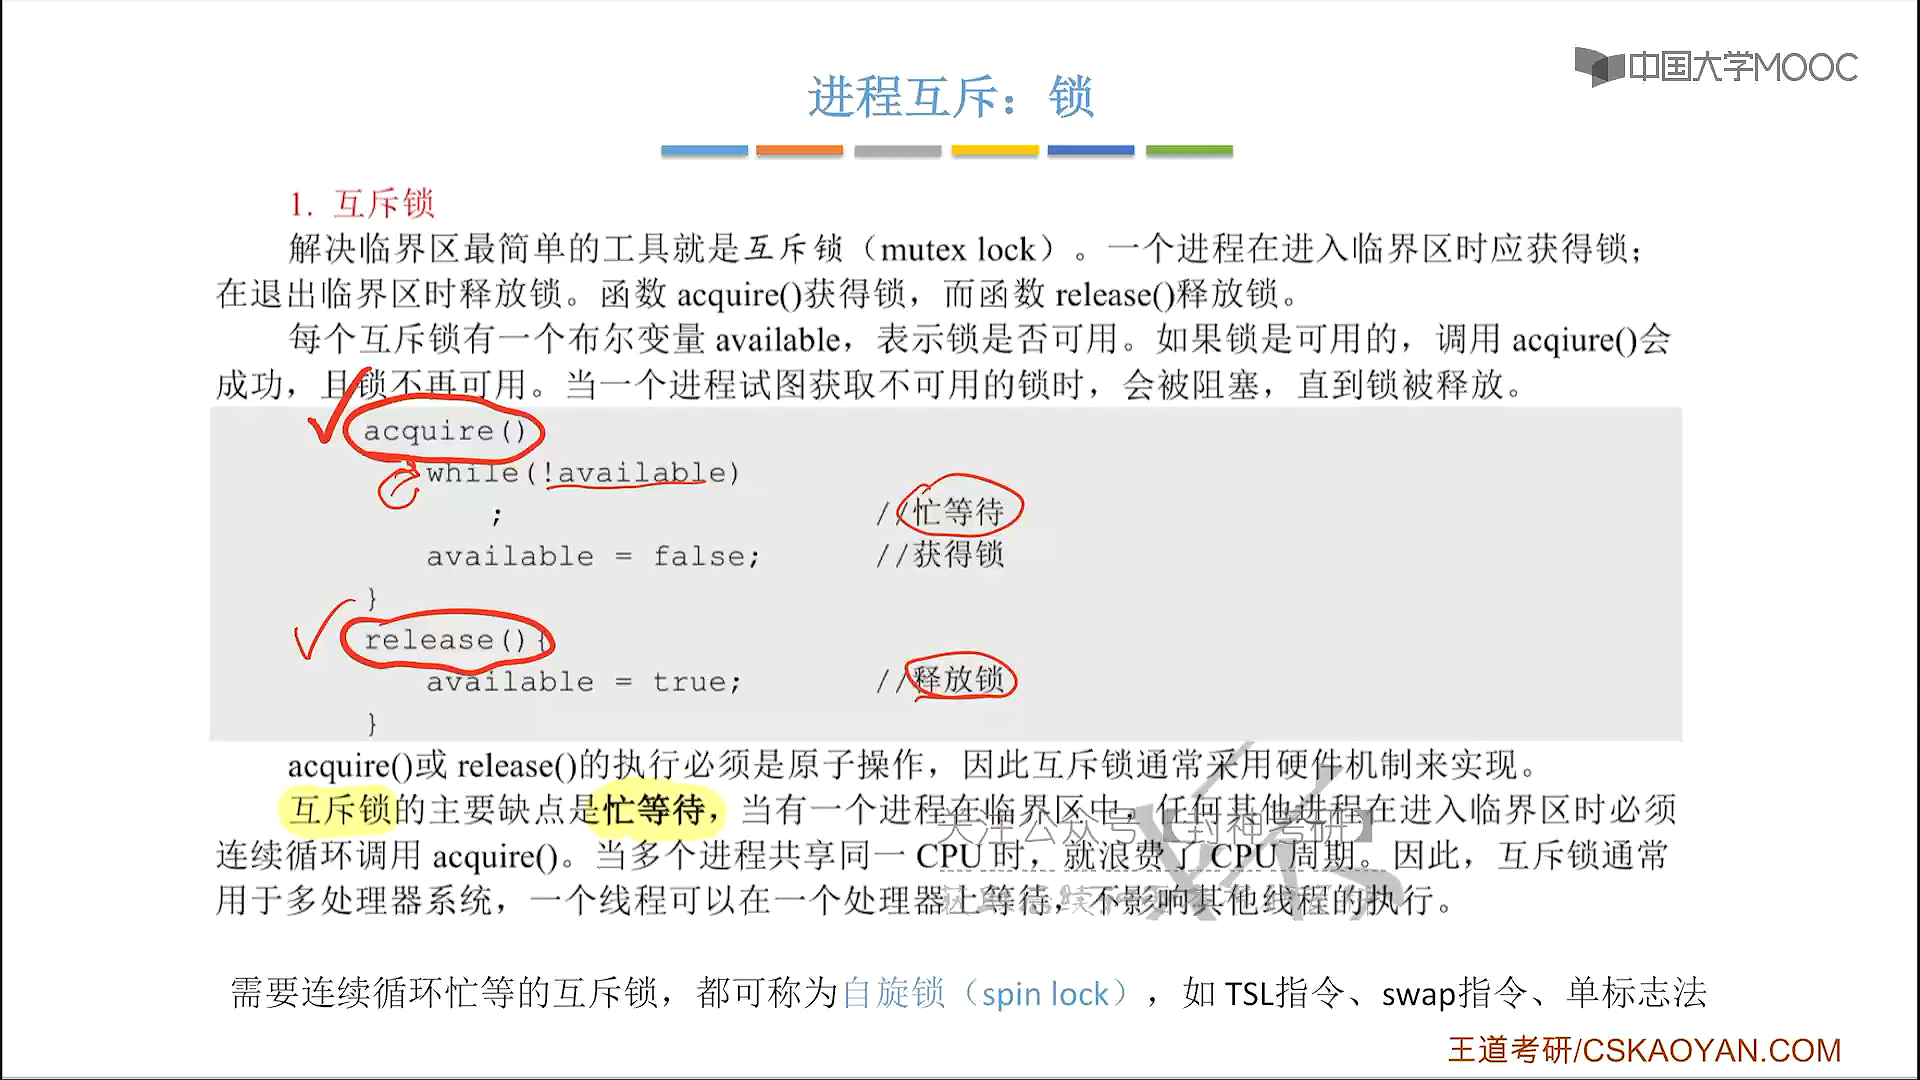 中国大学MOOC
进程互斥：锁
1. 互斥锁
解决临界区最简单的工具就是互斥锁（mutex lock）。一个进程在进入临界区时应获得锁；
在退出临界区时释放锁。函数 acquire()获得锁，而函数 release()释放锁。
每个互斥锁有一个布尔变量 available，表示锁是否可用。如果锁是可用的，调用 acqiure()会
成功，且锁不再可用。当一个进程试图获取不可用的锁时，会被阻塞，直到锁被释放。
acquire()
while(!available)
; //忙等待
available = false; //获得锁
}
release(){
available = true; //释放锁
}
acquire()或 release()的执行必须是原子操作，因此互斥锁通常采用硬件机制来实现。
互斥锁的主要缺点是忙等待，当有一个进程在临界区中，任何其他进程在进入临界区时必须
连续循环调用 acquire()。当多个进程共享同一 CPU 时，就浪费了 CPU 周期。因此，互斥锁通常
用于多处理器系统，一个线程可以在一个处理器上等待，不影响其他线程的执行。
需要连续循环忙等的互斥锁，都可称为自旋锁（spin lock），如 TSL指令、swap指令、单标志法
王道考研/CSKAOYAN.COM